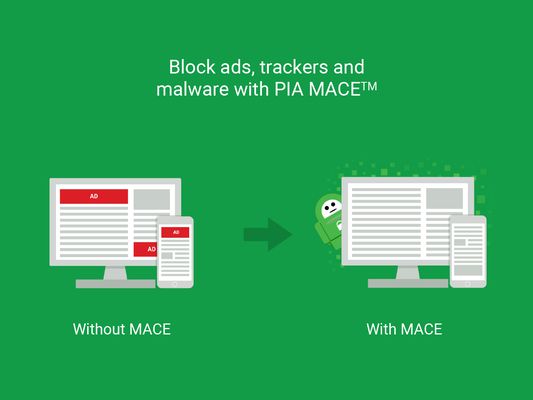 Block ads, trackers and
malware with PIA MACE™
AD
AD
AD
Without MACE
With MACE